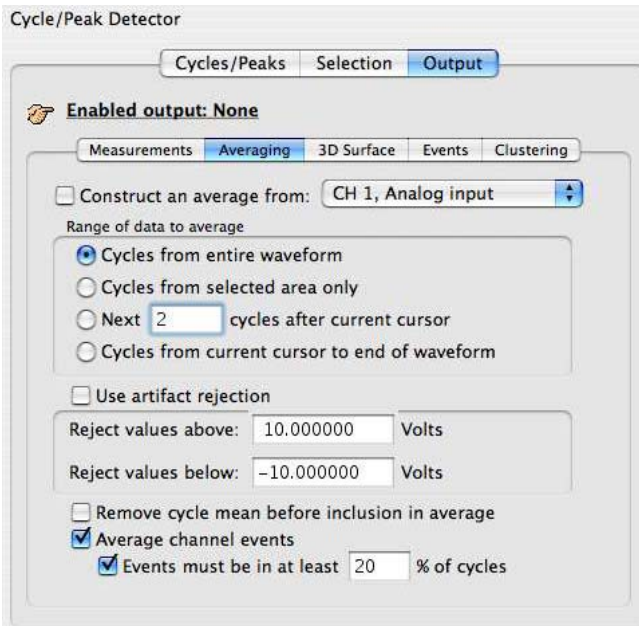 Cycle/Peak Detector
Cycles/Peaks Selection Output
Enabled output: None
Measurements Averaging 3D Surface Events Clustering
Construct an average from: CH 1, Analog input
Range of data to average
Cycles from entire waveform
Cycles from selected area only
Next 2 cycles after current cursor
Cycles from current cursor to end of waveform
Use artifact rejection
Reject values above: 10.000000 Volts
Reject values below: -10.000000 Volts
Remove cycle mean before inclusion in average
Average channel events
Events must be in at least 20 % of cycles